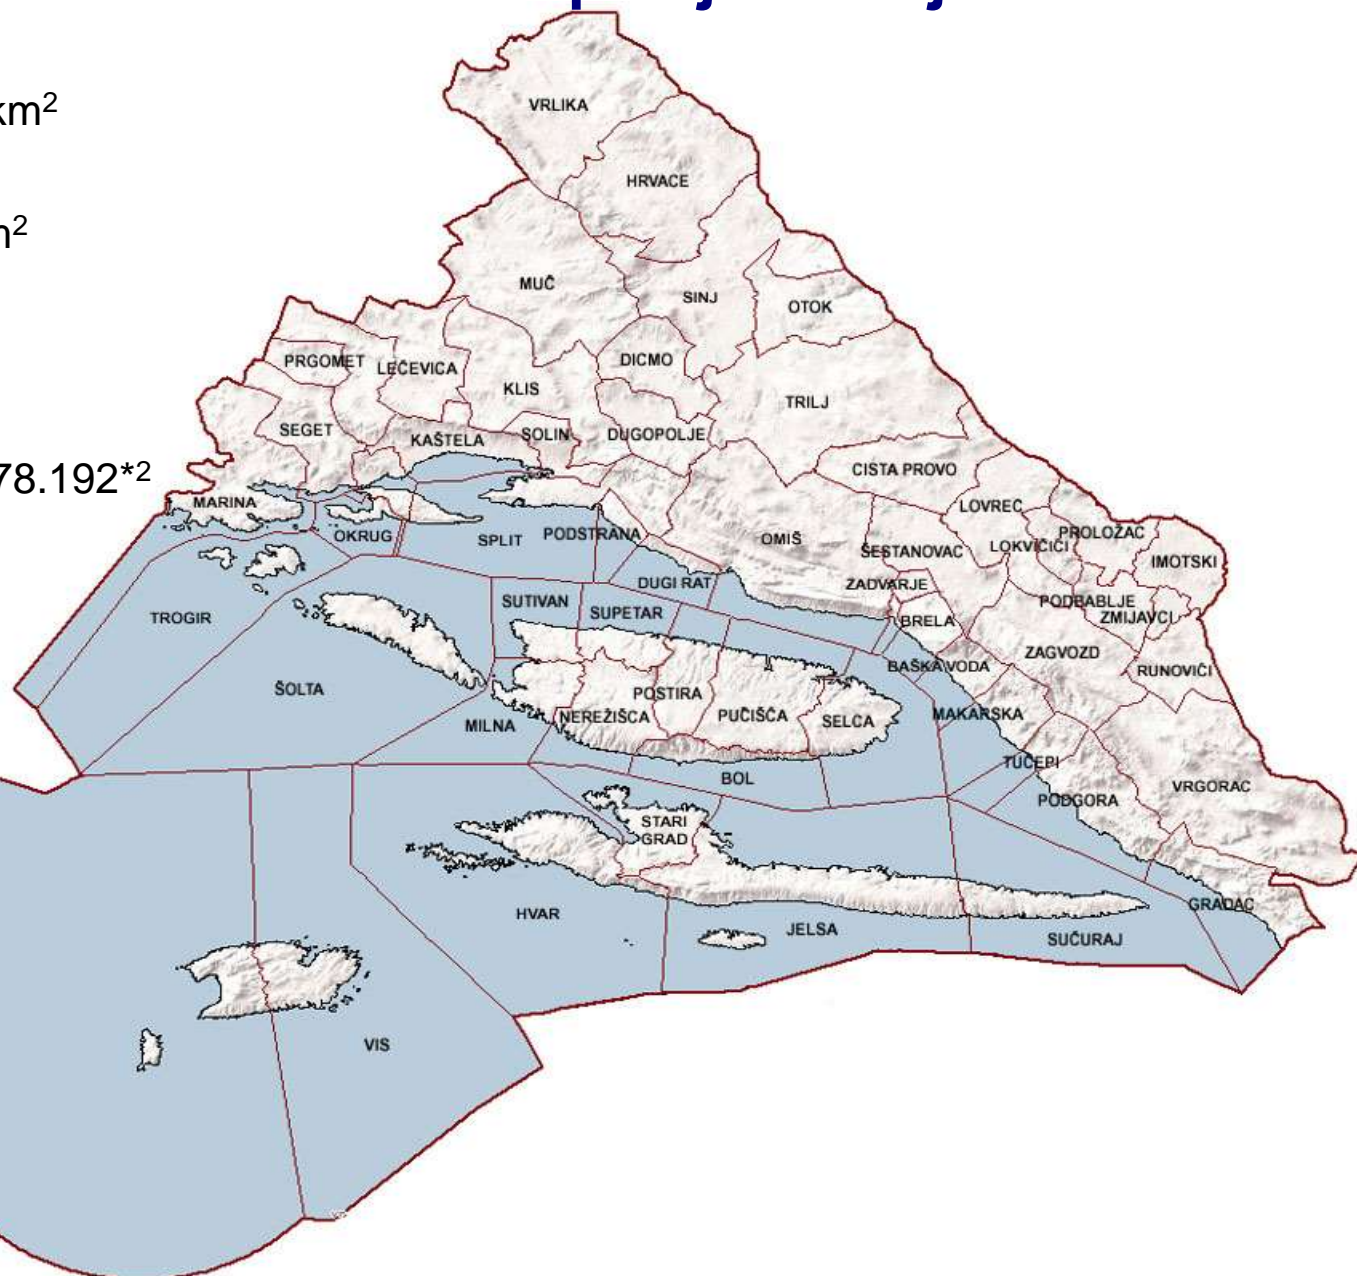 km²
m²
78.192*²
VRLIKA
HRVACE
MUČ
SINJ
OTOK
PRGOMET
LEĆEVICA
DICMO
KLIS
TRILJ
SEGET
KAŠTELA
SOLIN
DUGOPOLJE
CISTA PROVO
MARINA
LOVREĆ
OKRUG
SPLIT
PODSTRANA
OMIŠ
ŠESTANOVAC
LOKVIČIĆI
PROLOŽAC
IMOTSKI
DUGI RAT
ZADVARJE
TROGIR
SUTIVAN
SUPETAR
BRELA
PODBABLJE
ZMIJAVCI
ZAGVOZD
RUNOVIĆI
BAŠKA VODA
ŠOLTA
POSTIRA
MILNA
NEREŽIŠĆA
PUČIŠĆA
SELCA
MAKARSKA
TUČEPI
BOL
PODGORA
VRGORAC
STARI
GRAD
HVAR
JELSA
SUĆURAJ
GRADAC
VIS